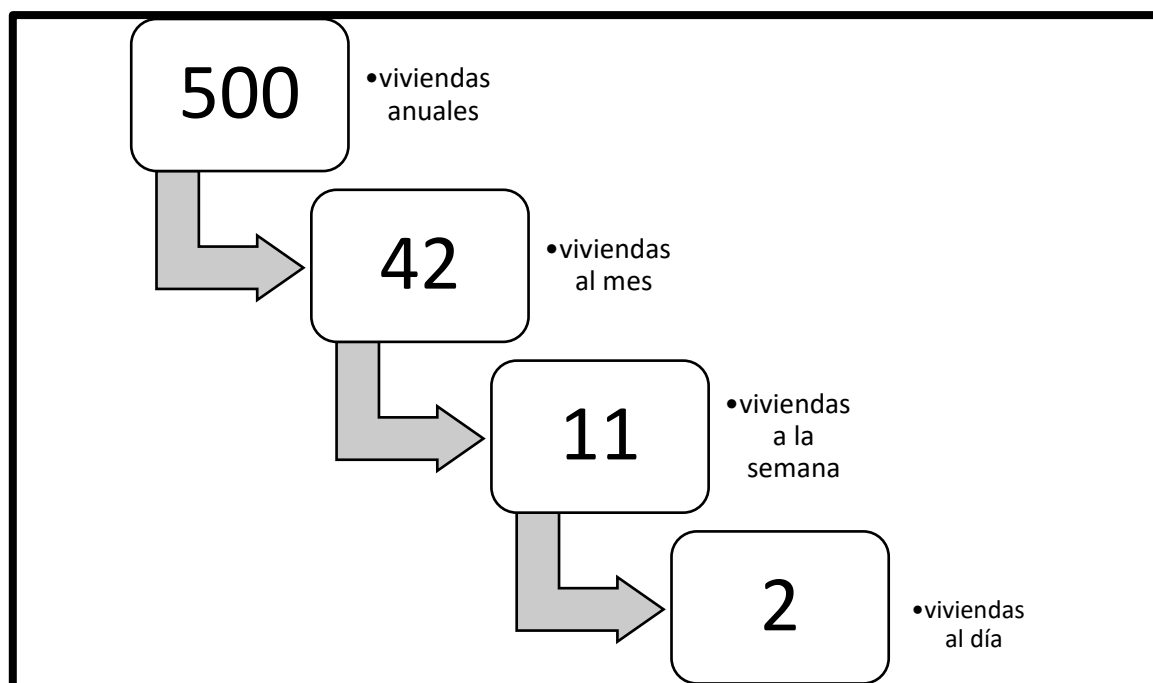 500
•viviendas
anuales
42
•viviendas
al mes
11
•viviendas
a la
semana
2
•viviendas
al día